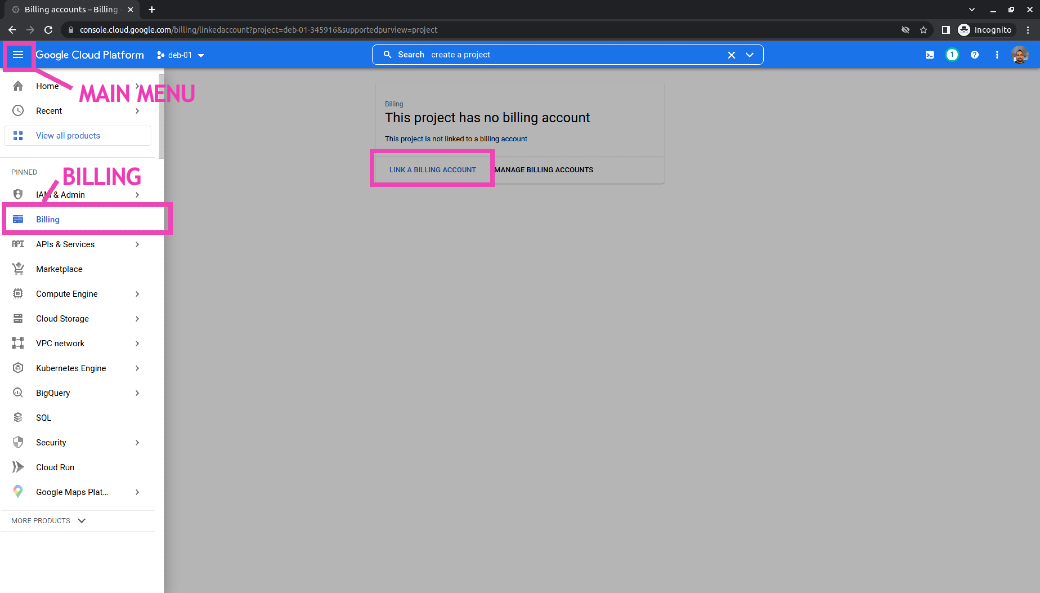 Billing accounts – Billing
console.cloud.google.com/billing/linkedaccount?project=deb-01-345916&supportedpurview=project
Incognito
Google Cloud Platform
deb-01
Search create a project
1
MAIN MENU
Home
Recent
View all products
PINNED
BILLING
IAM & Admin
Billing
API APIs & Services
Marketplace
Compute Engine
Cloud Storage
VPC network
Kubernetes Engine
BigQuery
SQL
Security
Cloud Run
Google Maps Plat...
MORE PRODUCTS
Billing
This project has no billing account
This project is not linked to a billing account
LINK A BILLING ACCOUNT
MANAGE BILLING ACCOUNTS